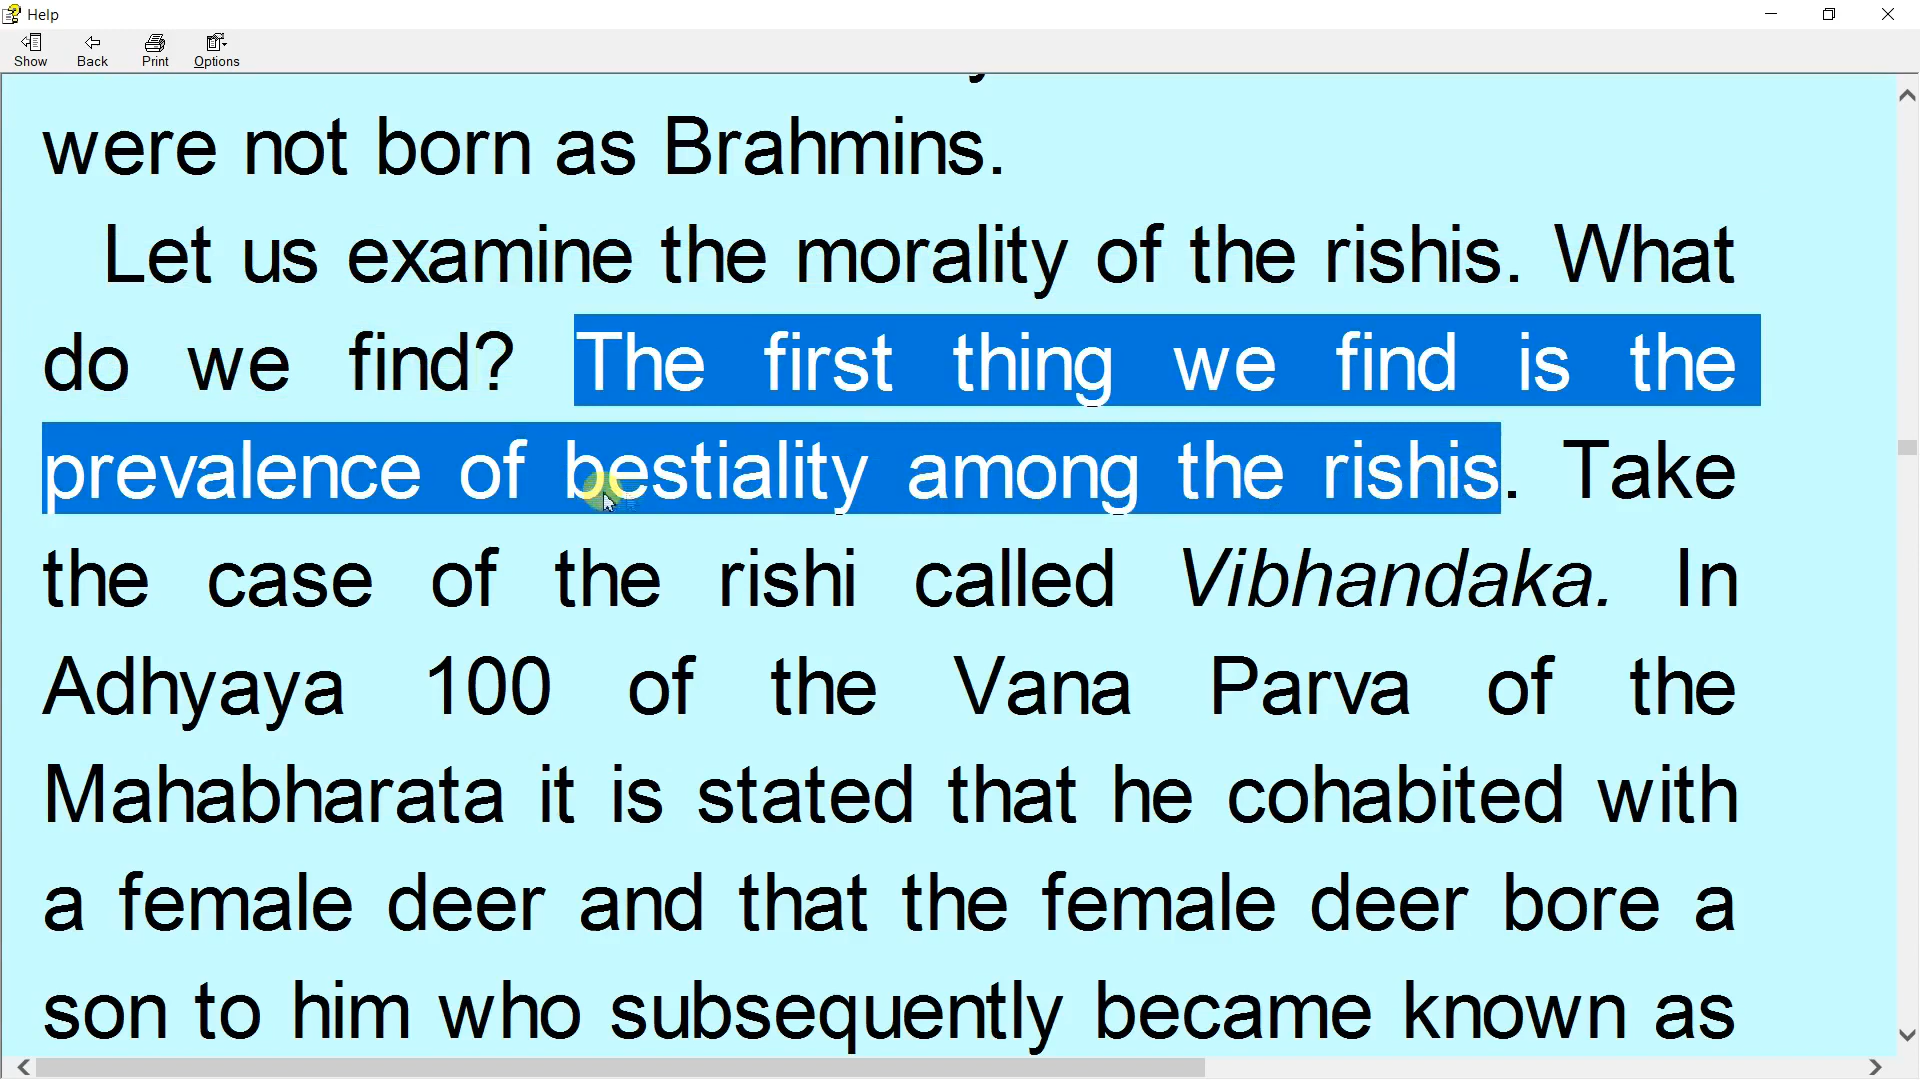 Help
Show Back Print Options
were not born as Brahmins.
Let us examine the morality of the rishis. What
do we find? The first thing we find is the
prevalence of bestiality among the rishis. Take
the case of the rishi called Vibhandaka. In
Adhyaya 100 of the Vana Parva of the
Mahabharata it is stated that he cohabited with
a female deer and that the female deer bore a
son to him who subsequently became known as